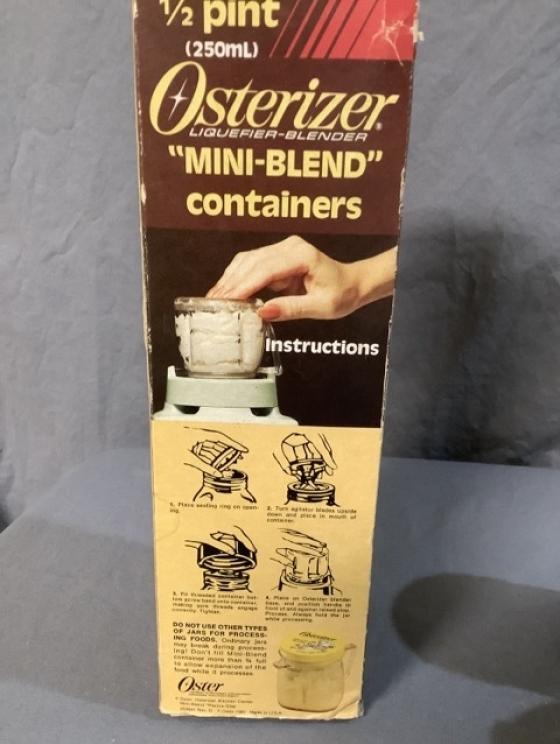 ½ pint
(250mL)
Osterizer®
LIQUEFIER-BLENDER
"MINI-BLEND"
containers
Instructions
1. Place sealing ring on open-
ing.
2. Turn agitator blades upside
down and place in mouth of
container.
3. Fit threaded container bot-
tom screw band onto container,
making sure threads engage
correctly. Tighten.
4. Place on Osterizer blender
base, and position handle in
front of and against raised stop.
Process. Always hold the jar
while processing.
DO NOT USE OTHER TYPES
OF JARS FOR PROCESS-
ING FOODS. Ordinary jars
may break during process-
ing! Don't fill Mini-Blend
container more than ¾ full
to allow expansion of the
food while it processes.
Osterizer
Oster